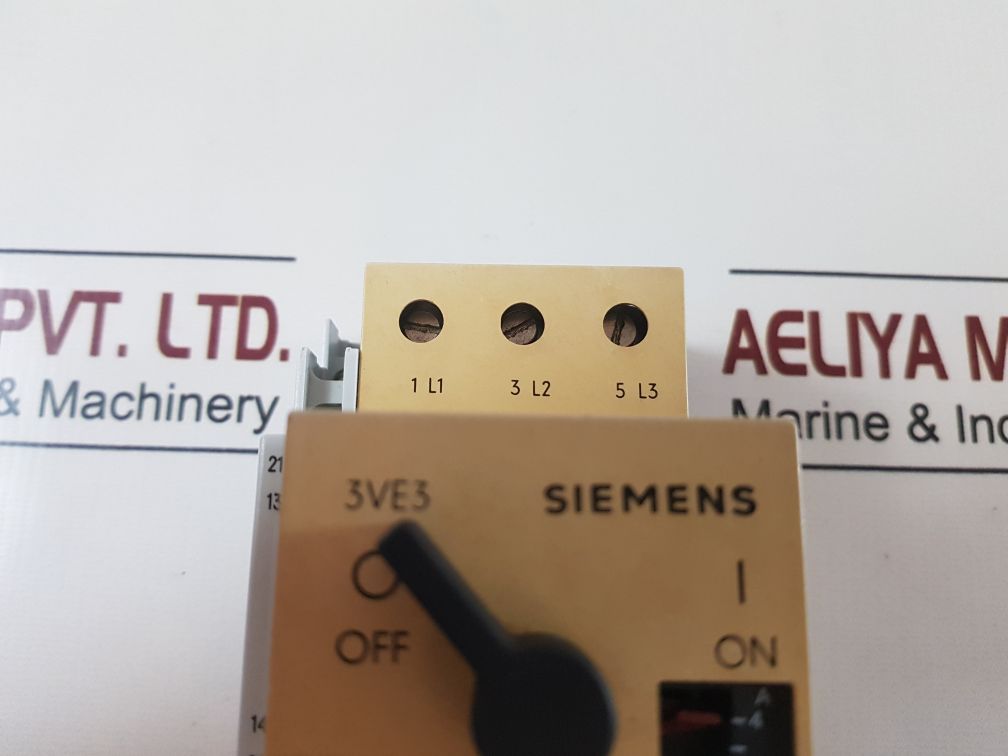 PVT. LTD.
& Machinery
AELIYA M
Marine & Ind
1 L1 3 L2 5 L3
21
13
3VE3 SIEMENS
O I
OFF ON
A
4
14